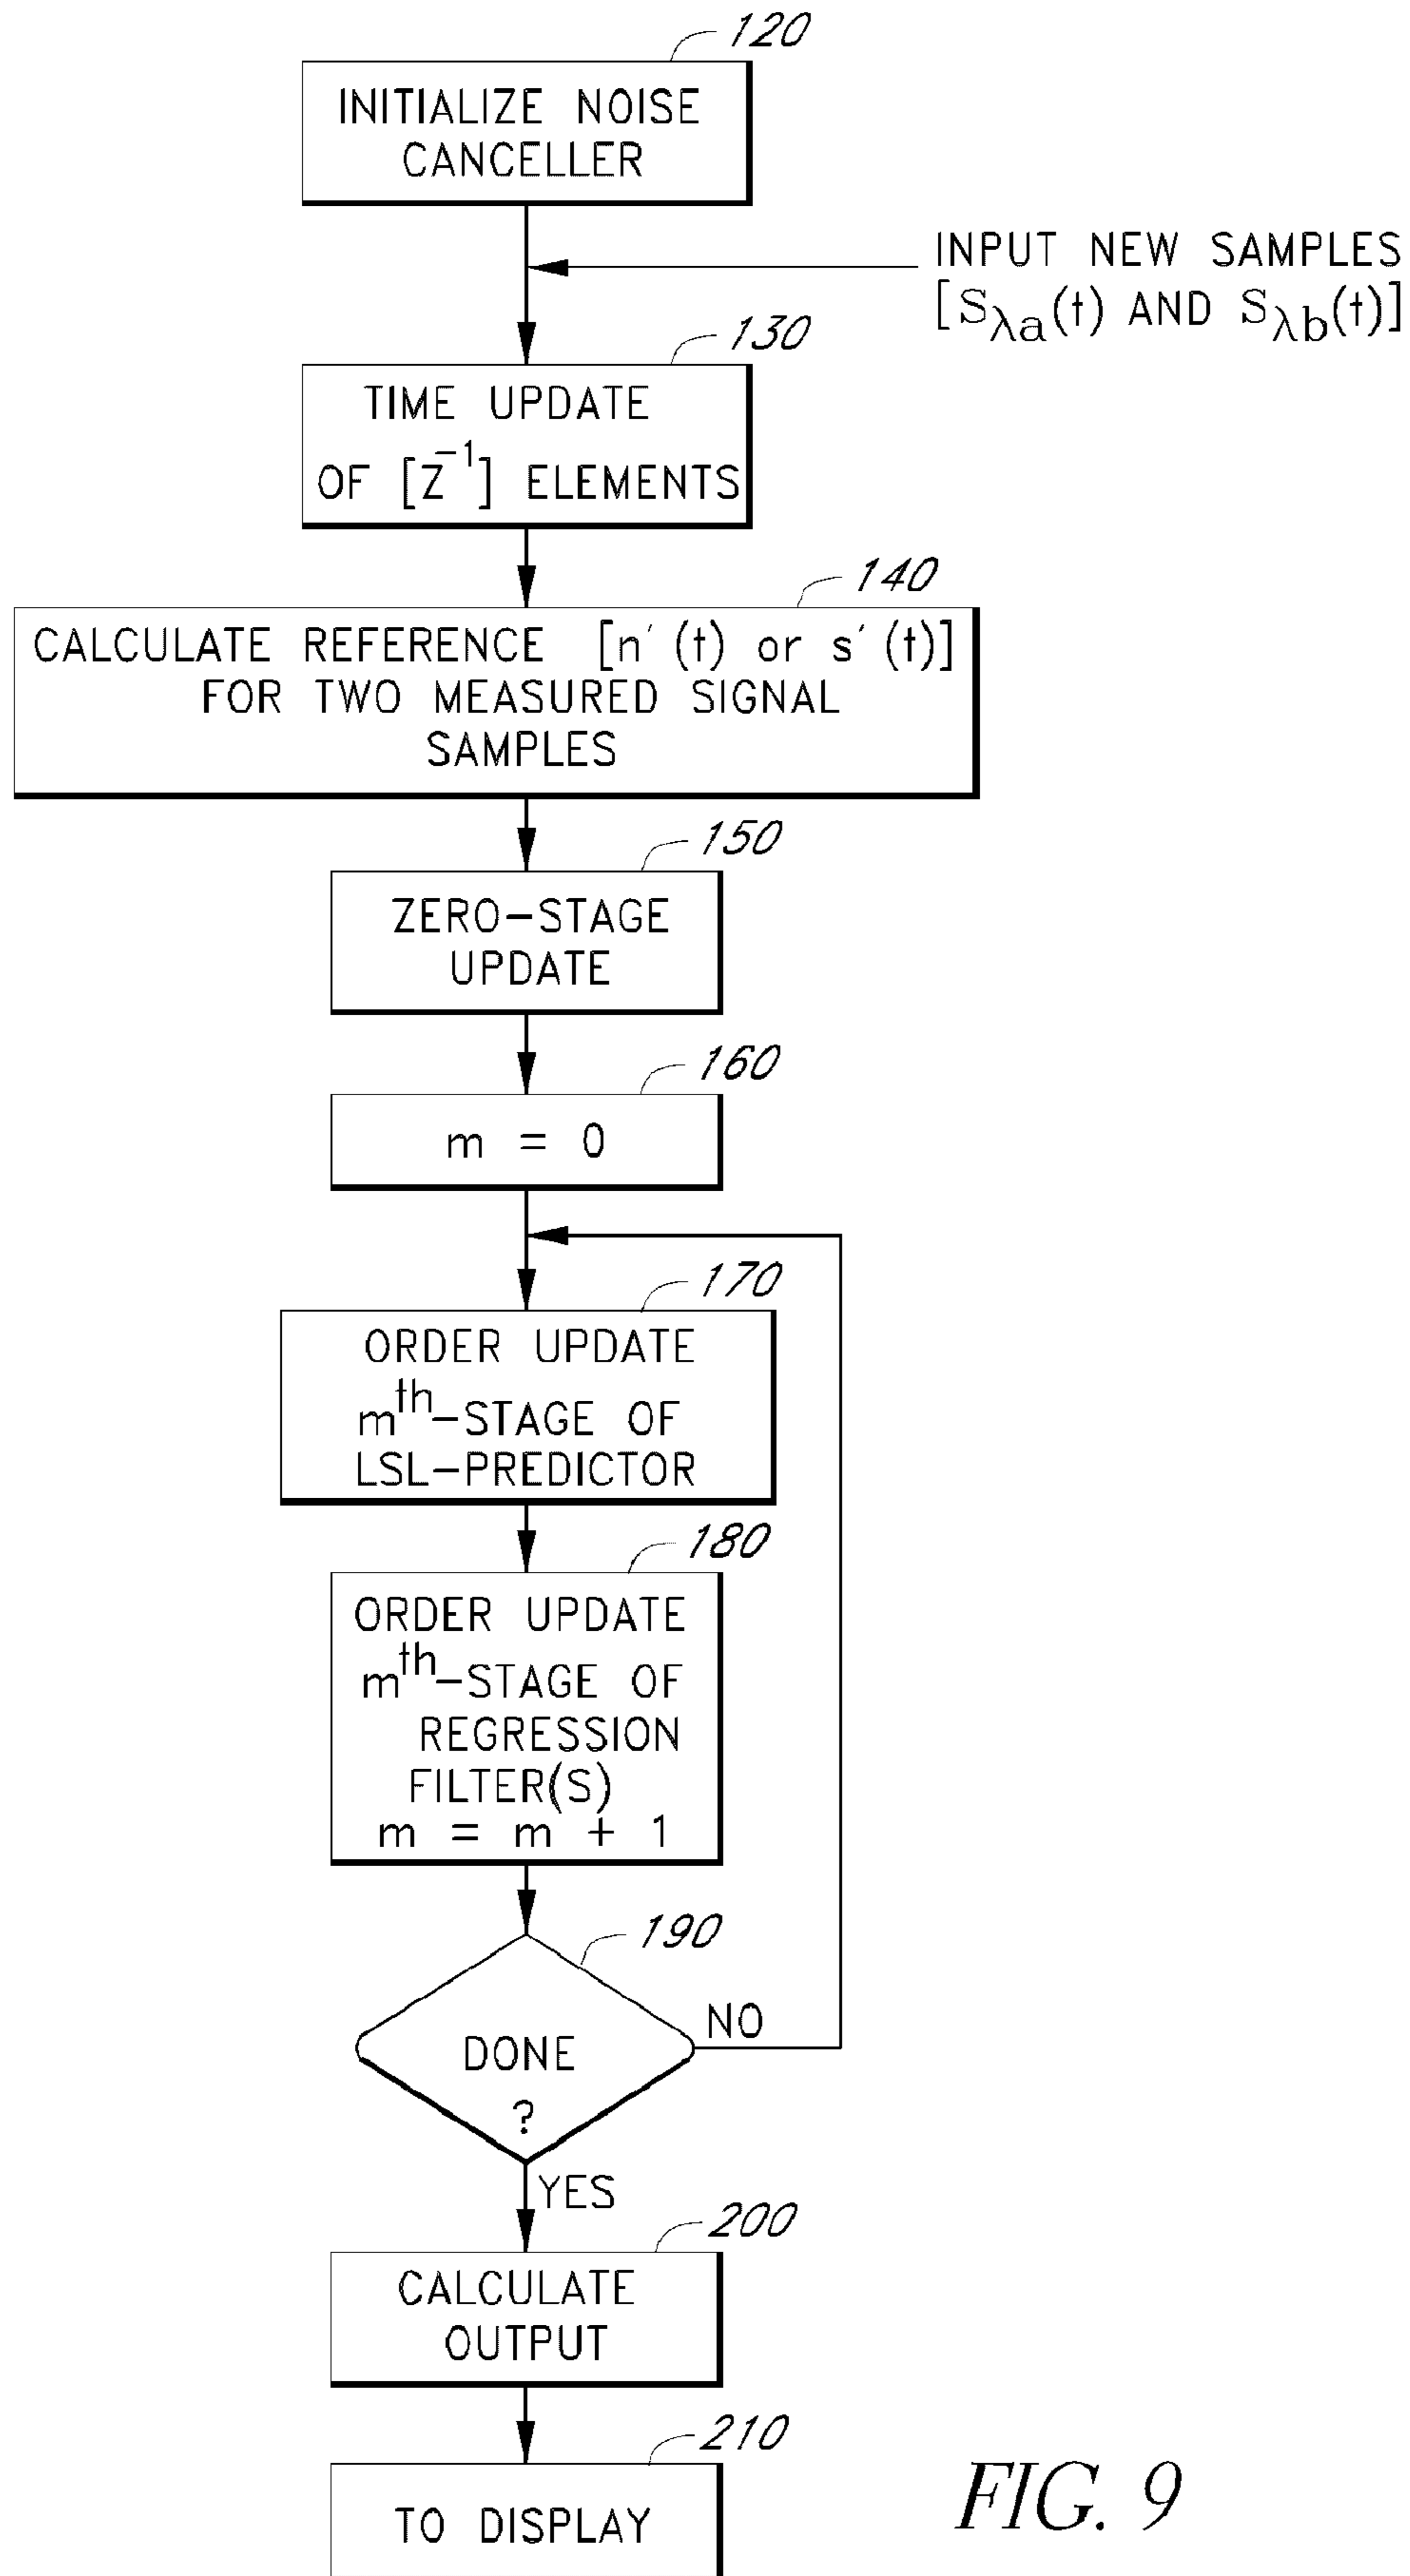 120
INITIALIZE NOISE
CANCELLER
INPUT NEW SAMPLES
[S_λa(t) AND S_λb(t)]
130
TIME UPDATE
OF [Z⁻¹] ELEMENTS
140
CALCULATE REFERENCE [n′(t) or s′(t)]
FOR TWO MEASURED SIGNAL
SAMPLES
150
ZERO-STAGE
UPDATE
160
m = 0
170
ORDER UPDATE
mᵗʰ-STAGE OF
LSL-PREDICTOR
180
ORDER UPDATE
mᵗʰ-STAGE OF
REGRESSION
FILTER(S)
m = m + 1
190
DONE
?
NO
YES
200
CALCULATE
OUTPUT
210
TO DISPLAY
FIG. 9